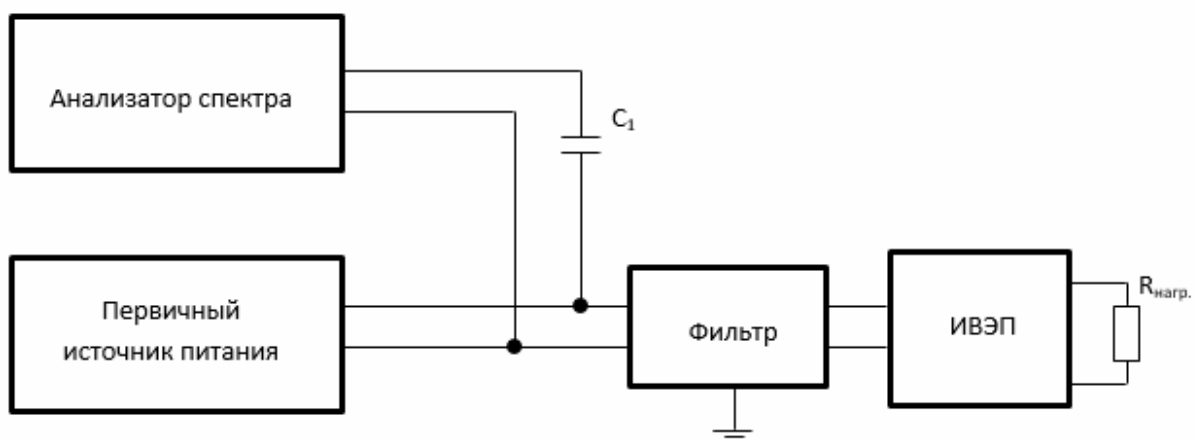 Анализатор спектра
C₁
Первичный
источник питания
Фильтр
ИВЭП
Rнагр.